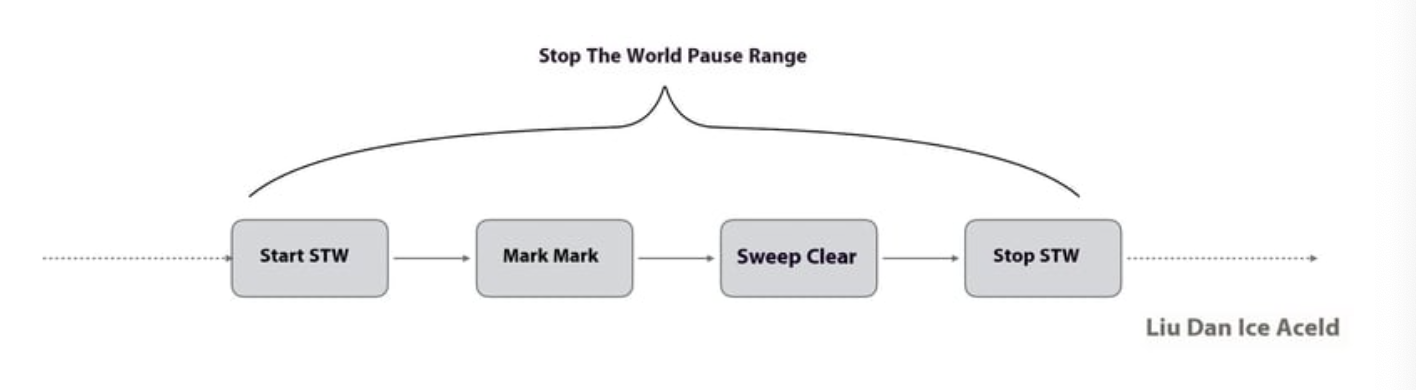 Stop The World Pause Range
Start STW
Mark Mark
Sweep Clear
Stop STW
Liu Dan Ice Aceld